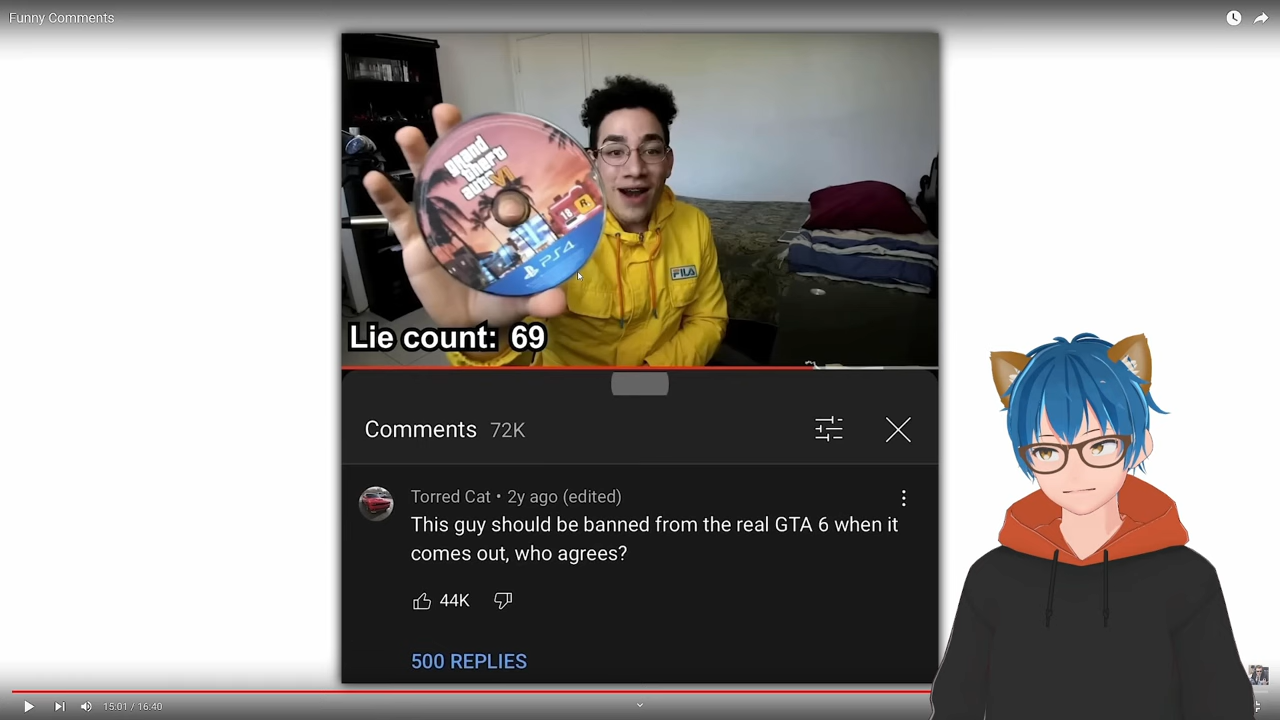 Funny Comments
grand
theft
auto VI
R
18
PS4
FILA
Lie count: 69
Comments 72K
Torred Cat • 2y ago (edited)
This guy should be banned from the real GTA 6 when it
comes out, who agrees?
44K
500 REPLIES
15:01 / 16:40